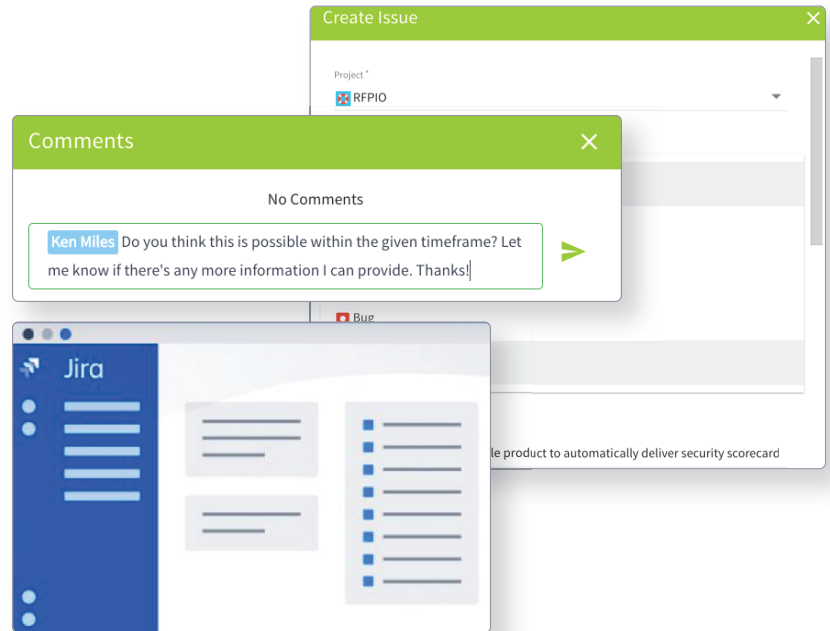 Create Issue
Project *
RFPIO
Comments
No Comments
Ken Miles Do you think this is possible within the given timeframe? Let
me know if there's any more information I can provide. Thanks!
Bug
Jira
le product to automatically deliver security scorecard